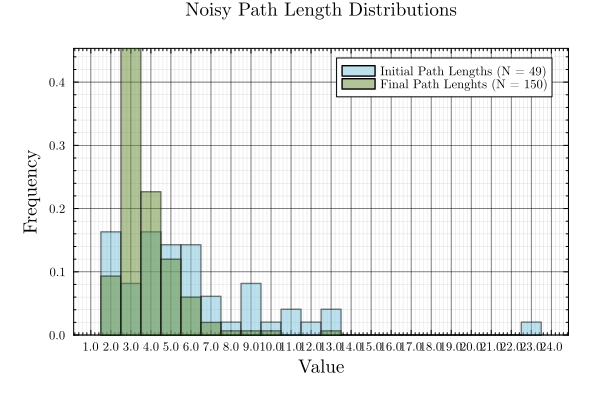 Noisy Path Length Distributions
Initial Path Lengths (N = 49)
Final Path Lenghts (N = 150)
0.4
0.3
0.2
0.1
0.0
Frequency
1.0 2.0 3.0 4.0 5.0 6.0 7.0 8.0 9.0 10.0 11.0 12.0 13.0 14.0 15.0 16.0 17.0 18.0 19.0 20.0 21.0 22.0 23.0 24.0
Value